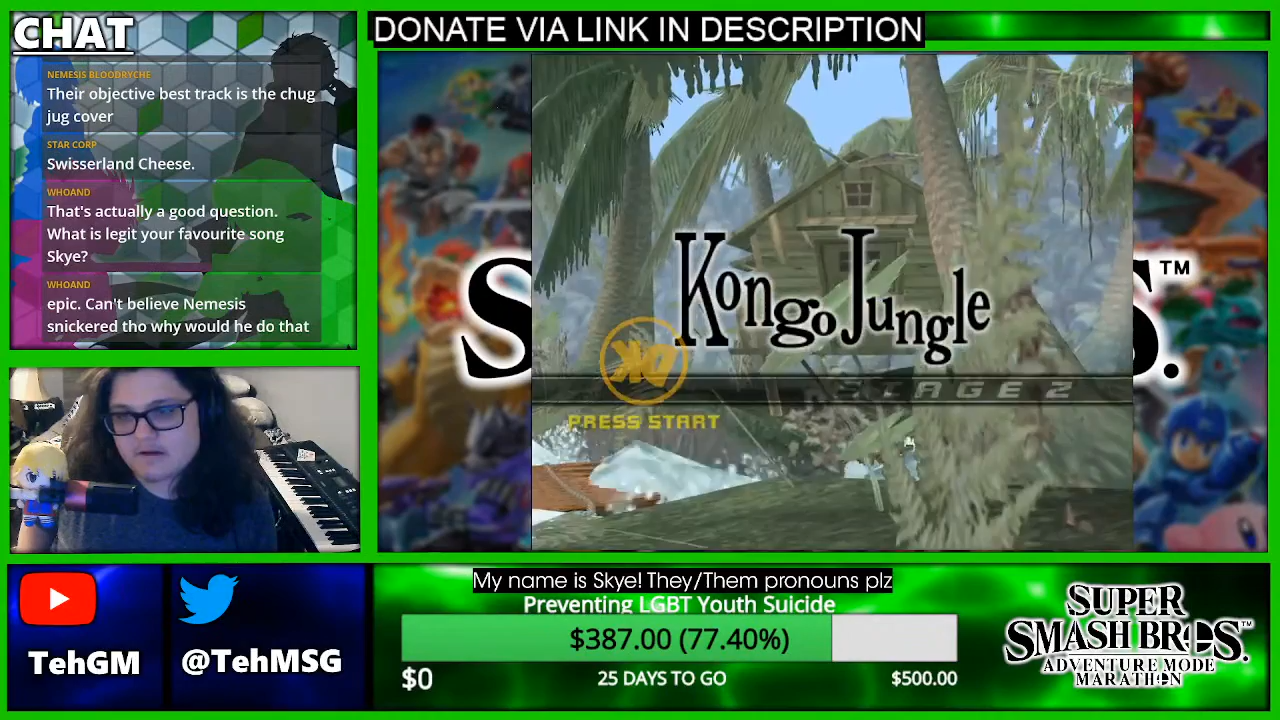 CHAT
NEMESIS BLOODRYCHE
Their objective best track is the chug
jug cover
STAR CORP
Swisserland Cheese.
WHOAND
That's actually a good question.
What is legit your favourite song
Skye?
WHOAND
epic. Can't believe Nemesis
snickered tho why would he do that
DONATE VIA LINK IN DESCRIPTION
S
S.™
Kongo Jungle
STAGE 2
PRESS START
TehGM
@TehMSG
My name is Skye! They/Them pronouns plz
Preventing LGBT Youth Suicide
$387.00 (77.40%)
$0
25 DAYS TO GO
$500.00
SUPER
SMASH BROS.™
ADVENTURE MODE
MARATHON